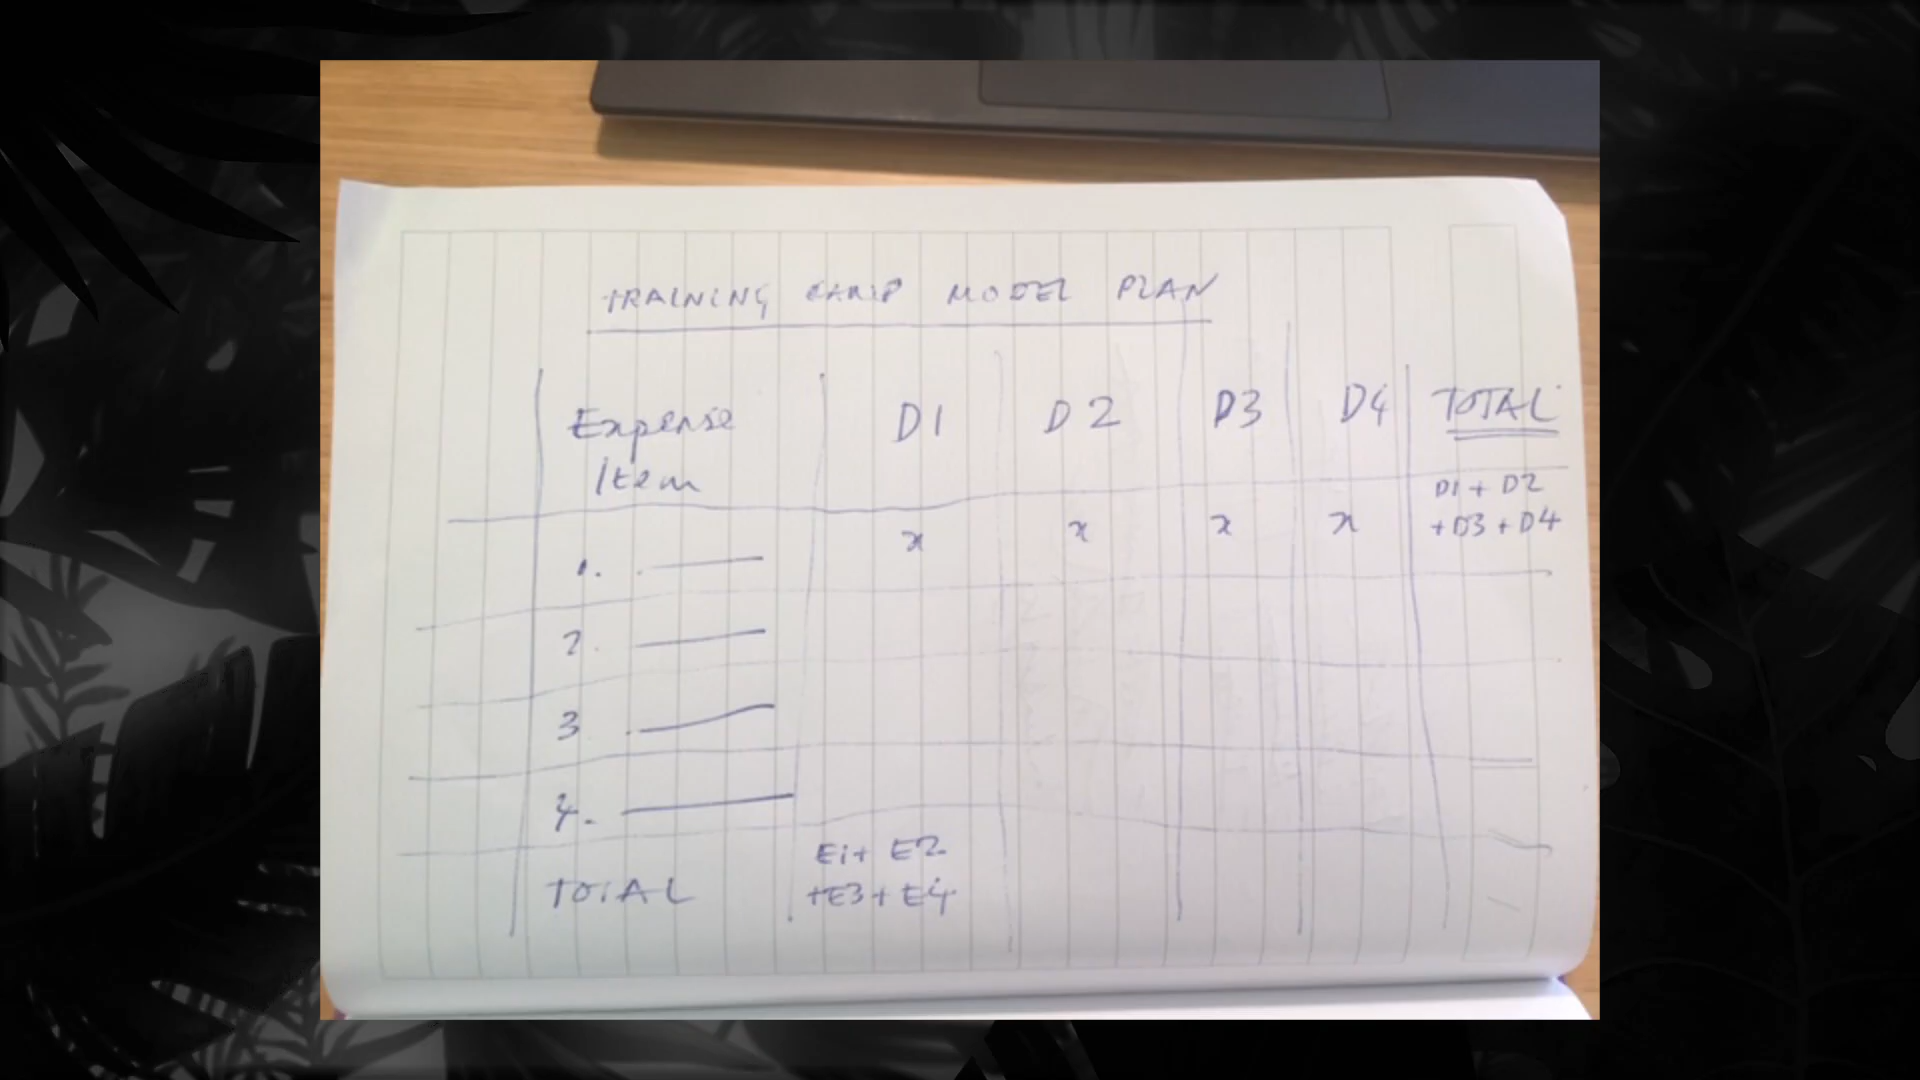 TRAINING CAMP MODEL PLAN
Expense Item D1 D2 D3 D4 TOTAL
1. x x x x D1 + D2 + D3 + D4
2.
3
4.
TOTAL E1+ E2 +E3+ E4